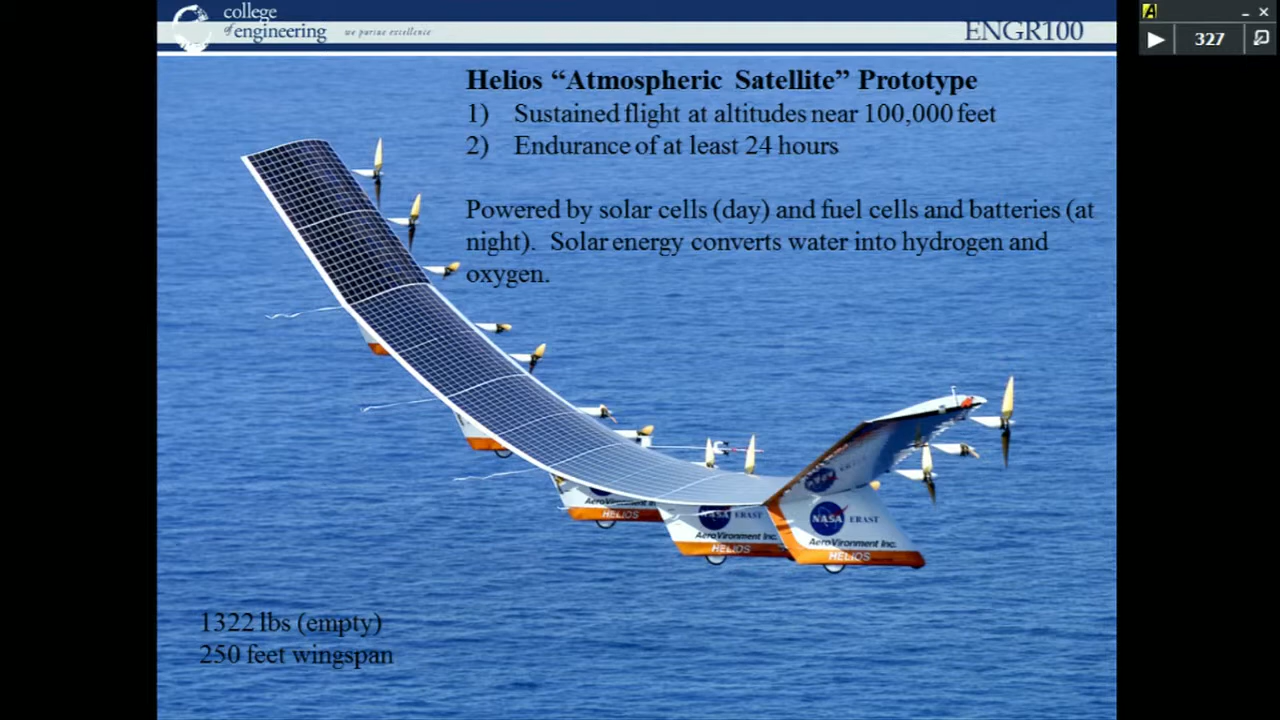 college
of engineering we pursue excellence
ENGR100
A
327
Helios “Atmospheric Satellite” Prototype
1) Sustained flight at altitudes near 100,000 feet
2) Endurance of at least 24 hours
Powered by solar cells (day) and fuel cells and batteries (at
night). Solar energy converts water into hydrogen and
oxygen.
NASA ERAST
AeroVironment Inc.
HELIOS
NASA ERAST
AeroVironment Inc.
HELIOS
AeroVironment In
HELIOS
1322 lbs (empty)
250 feet wingspan